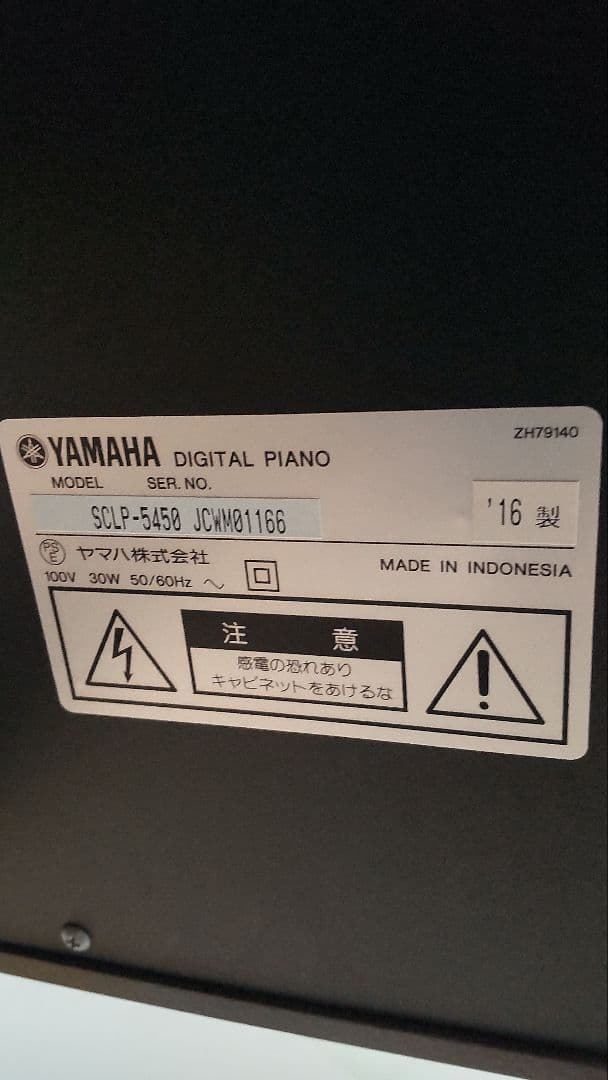 ZH79140
YAMAHA DIGITAL PIANO
MODEL SER. NO.
SCLP-5450 JCWM01166
'16 製
PSE ヤマハ株式会社
100V 30W 50/60Hz ～
MADE IN INDONESIA
注 意
感電の恐れあり
キャビネットをあけるな